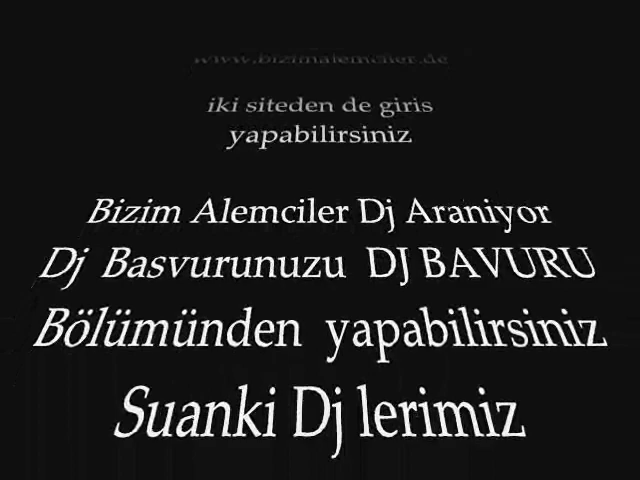 www.bizimalemciler.de
iki siteden de giris
yapabilirsiniz
Bizim Alemciler Dj Araniyor
Dj Basvurunuzu DJ BAVURU
Bölümünden yapabilirsiniz
Suanki Dj lerimiz